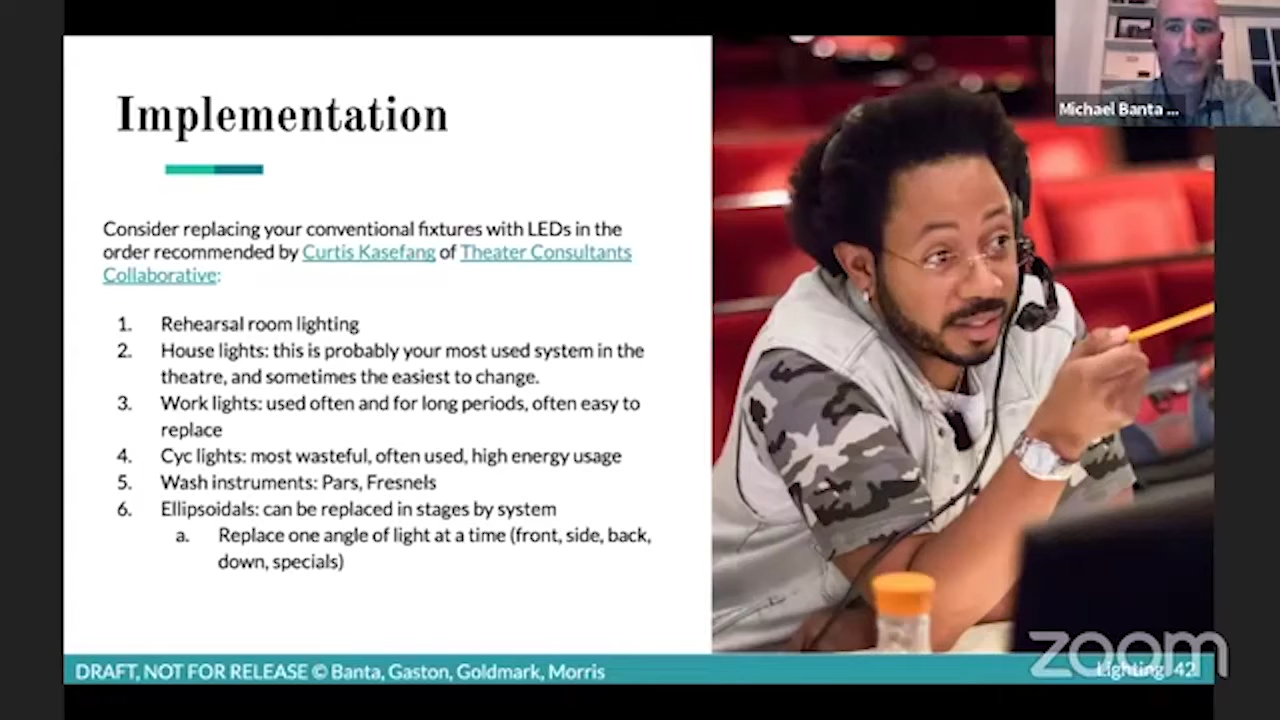 Michael Banta ...
Implementation
Consider replacing your conventional fixtures with LEDs in the
order recommended by Curtis Kasefang of Theater Consultants
Collaborative:
1. Rehearsal room lighting
2. House lights: this is probably your most used system in the
theatre, and sometimes the easiest to change.
3. Work lights: used often and for long periods, often easy to
replace
4. Cyc lights: most wasteful, often used, high energy usage
5. Wash instruments: Pars, Fresnels
6. Ellipsoidals: can be replaced in stages by system
a. Replace one angle of light at a time (front, side, back,
down, specials)
DRAFT, NOT FOR RELEASE © Banta, Gaston, Goldmark, Morris
Lighting 42
zoom